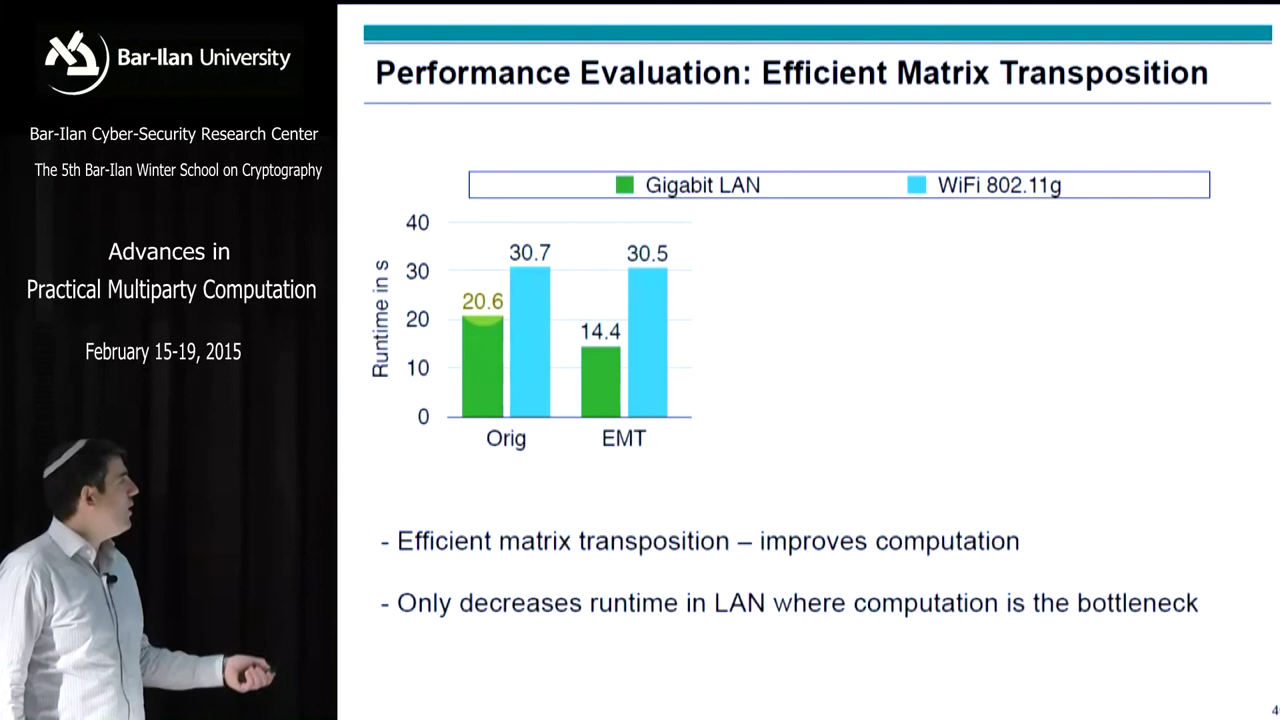 Bar-Ilan University
Bar-Ilan Cyber-Security Research Center
The 5th Bar-Ilan Winter School on Cryptography
Advances in
Practical Multiparty Computation
February 15-19, 2015
Performance Evaluation: Efficient Matrix Transposition
Gigabit LAN WiFi 802.11g
Runtime in s
40
30
20
10
0
20.6 30.7 14.4 30.5
Orig EMT
- Efficient matrix transposition – improves computation
- Only decreases runtime in LAN where computation is the bottleneck